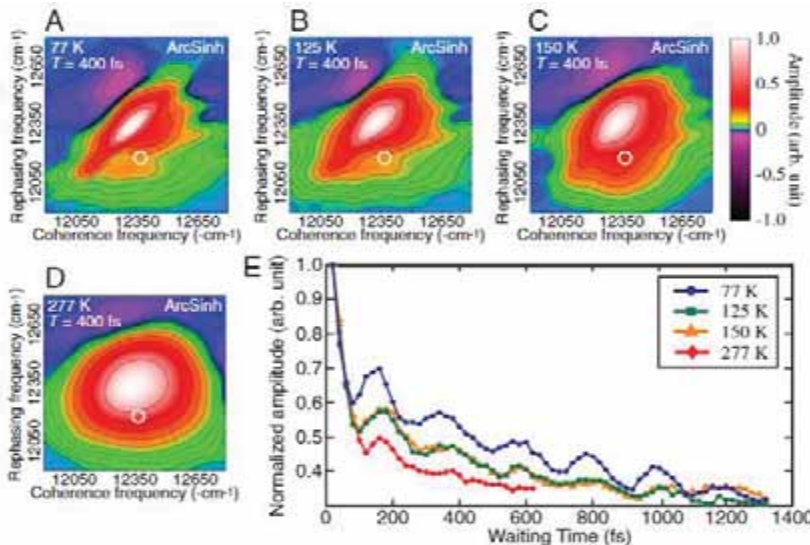 A
77 K ArcSinh
T = 400 fs
Rephasing frequency (cm-1)
12650
12350
12050
12050 12350 12650
Coherence frequency (-cm-1)
B
125 K ArcSinh
T = 400 fs
Rephasing frequency (cm-1)
12650
12350
12050
12050 12350 12650
Coherence frequency (-cm-1)
C
150 K ArcSinh
T = 400 fs
Rephasing frequency (cm-1)
12650
12350
12050
12050 12350 12650
Coherence frequency (-cm-1)
1.0
0.5
0
-0.5
-1.0
Amplitude (arb. unit)
D
277 K ArcSinh
T = 400 fs
Rephasing frequency (cm-1)
12650
12350
12050
12050 12350 12650
Coherence frequency (-cm-1)
E
Normalized amplitude (arb. unit)
1.0
0.9
0.8
0.7
0.6
0.5
0.4
77 K
125 K
150 K
277 K
0 200 400 600 800 1000 1200 1400
Waiting Time (fs)